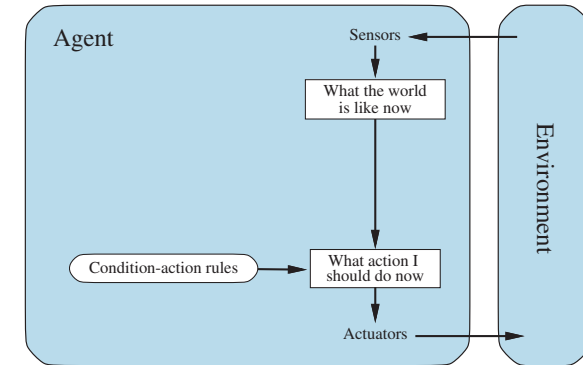 Agent
Sensors
What the world
is like now
Environment
Condition-action rules
What action I
should do now
Actuators